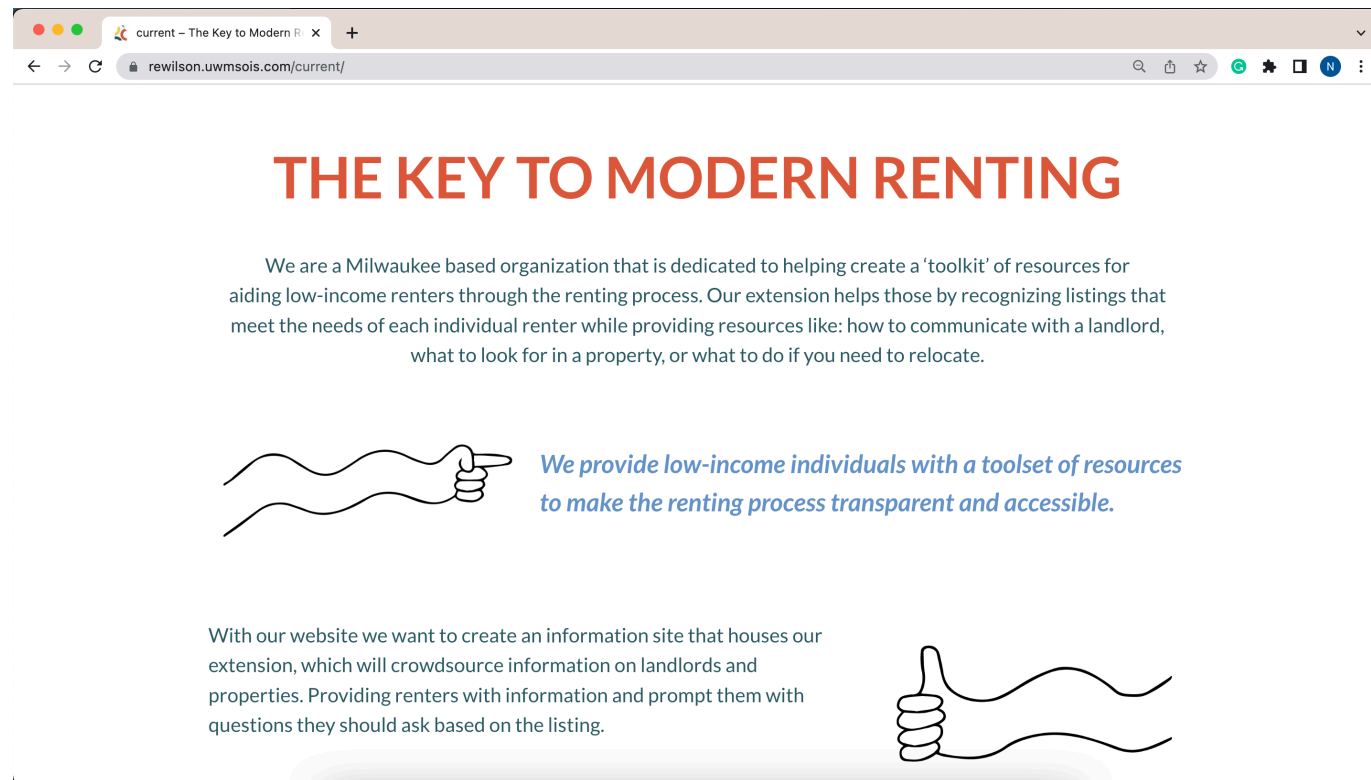 current – The Key to Modern R
rewilson.uwmsois.com/current/
N
THE KEY TO MODERN RENTING
We are a Milwaukee based organization that is dedicated to helping create a ‘toolkit’ of resources for
aiding low-income renters through the renting process. Our extension helps those by recognizing listings that
meet the needs of each individual renter while providing resources like: how to communicate with a landlord,
what to look for in a property, or what to do if you need to relocate.
We provide low-income individuals with a toolset of resources
to make the renting process transparent and accessible.
With our website we want to create an information site that houses our
extension, which will crowdsource information on landlords and
properties. Providing renters with information and prompt them with
questions they should ask based on the listing.